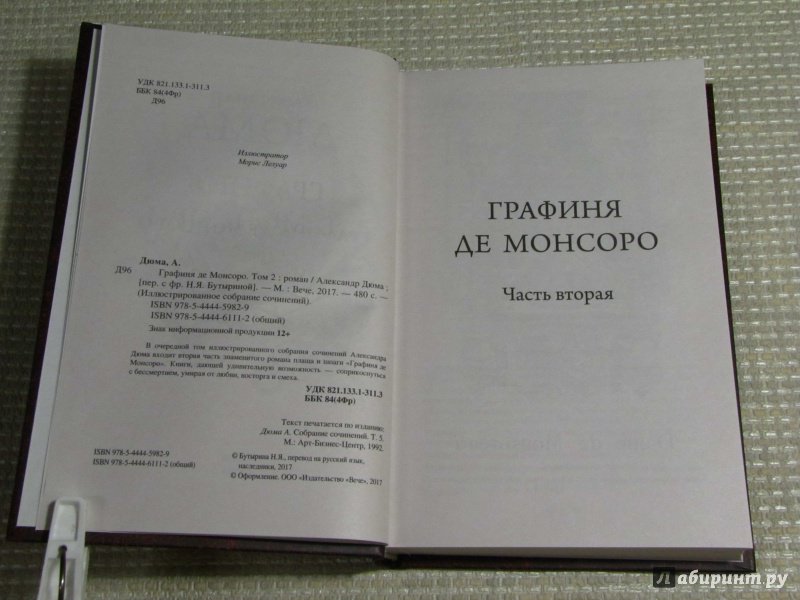 УДК 821.133.1-311.3
ББК 84(4Фр)
Д96
Иллюстратор
Морис Лелуар
Дюма, А.
Д96 Графиня де Монсоро. Том 2 : роман / Александр Дюма ;
[пер. с фр. Н.Я. Бутыриной]. — М. : Вече, 2017. — 480 с. —
(Иллюстрированное собрание сочинений).
ISBN 978-5-4444-5982-9
ISBN 978-5-4444-6111-2 (общий)
Знак информационной продукции 12+
В очередной том иллюстрированного собрания сочинений Александра
Дюма входит вторая часть знаменитого романа плаща и шпаги «Графиня де
Монсоро». Книги, дающей удивительную возможность — соприкоснуться
с бессмертием, умирая от любви, восторга и смеха.
УДК 821.133.1-311.3
ББК 84(4Фр)
Текст печатается по изданию:
Дюма А. Собрание сочинений. Т. 5.
М.: Арт-Бизнес-Центр, 1992.
ISBN 978-5-4444-5982-9
ISBN 978-5-4444-6111-2 (общий)
© Бутырина Н.Я., перевод на русский язык,
наследники, 2017
© Оформление. ООО «Издательство «Вече», 2017
ГРАФИНЯ
ДЕ МОНСОРО
Часть вторая
Лабиринт.ру